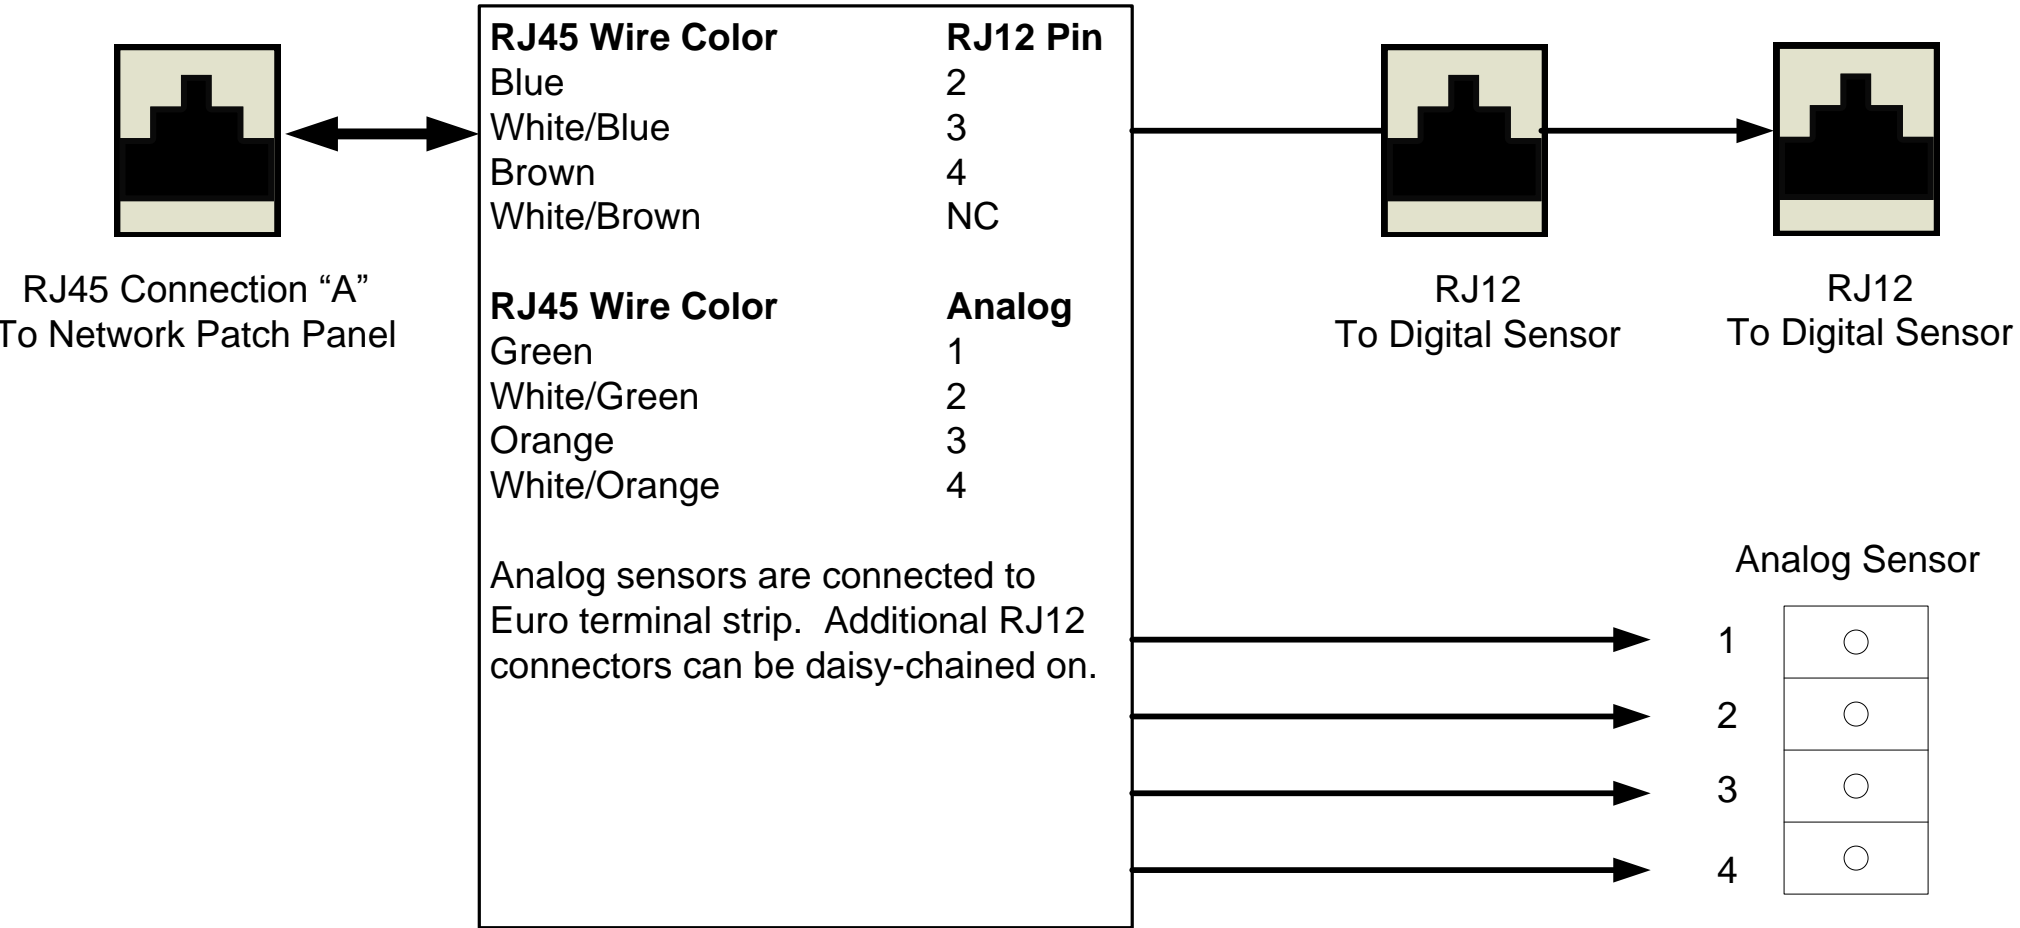 RJ45 Wire Color RJ12 Pin
Blue 2
White/Blue 3
Brown 4
White/Brown NC
RJ45 Connection “A”
To Network Patch Panel
RJ12
To Digital Sensor
RJ12
To Digital Sensor
RJ45 Wire Color Analog
Green 1
White/Green 2
Orange 3
White/Orange 4
Analog sensors are connected to
Euro terminal strip. Additional RJ12
connectors can be daisy-chained on.
Analog Sensor
1
2
3
4